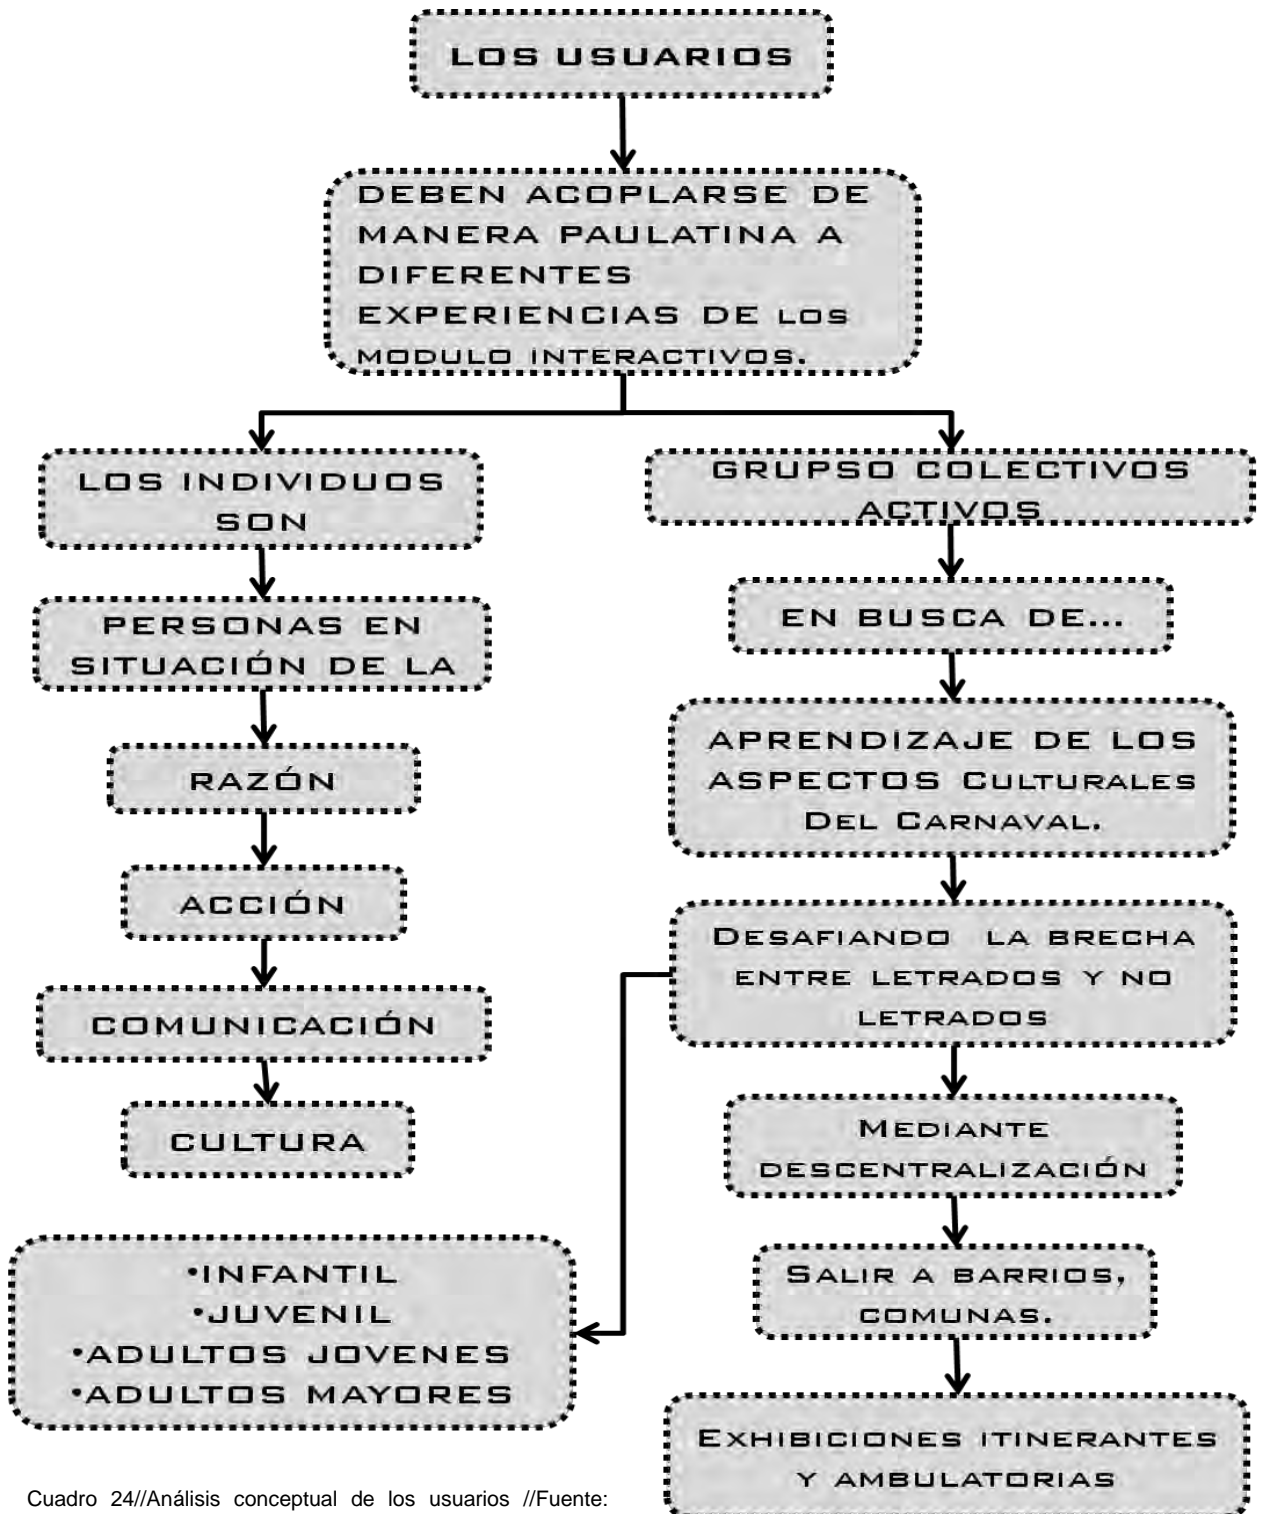 LOS USUARIOS
DEBEN ACOPLARSE DE
MANERA PAULATINA A
DIFERENTES
EXPERIENCIAS DE LOS
MODULO INTERACTIVOS.
LOS INDIVIDUOS
SON
PERSONAS EN
SITUACIÓN DE LA
RAZÓN
ACCIÓN
COMUNICACIÓN
CULTURA
GRUPSO COLECTIVOS
ACTIVOS
EN BUSCA DE...
APRENDIZAJE DE LOS
ASPECTOS CULTURALES
DEL CARNAVAL.
DESAFIANDO LA BRECHA
ENTRE LETRADOS Y NO
LETRADOS
•INFANTIL
•JUVENIL
•ADULTOS JOVENES
•ADULTOS MAYORES
MEDIANTE
DESCENTRALIZACIÓN
SALIR A BARRIOS,
COMUNAS.
EXHIBICIONES ITINERANTES
Y AMBULATORIAS
Cuadro 24//Análisis conceptual de los usuarios //Fuente: